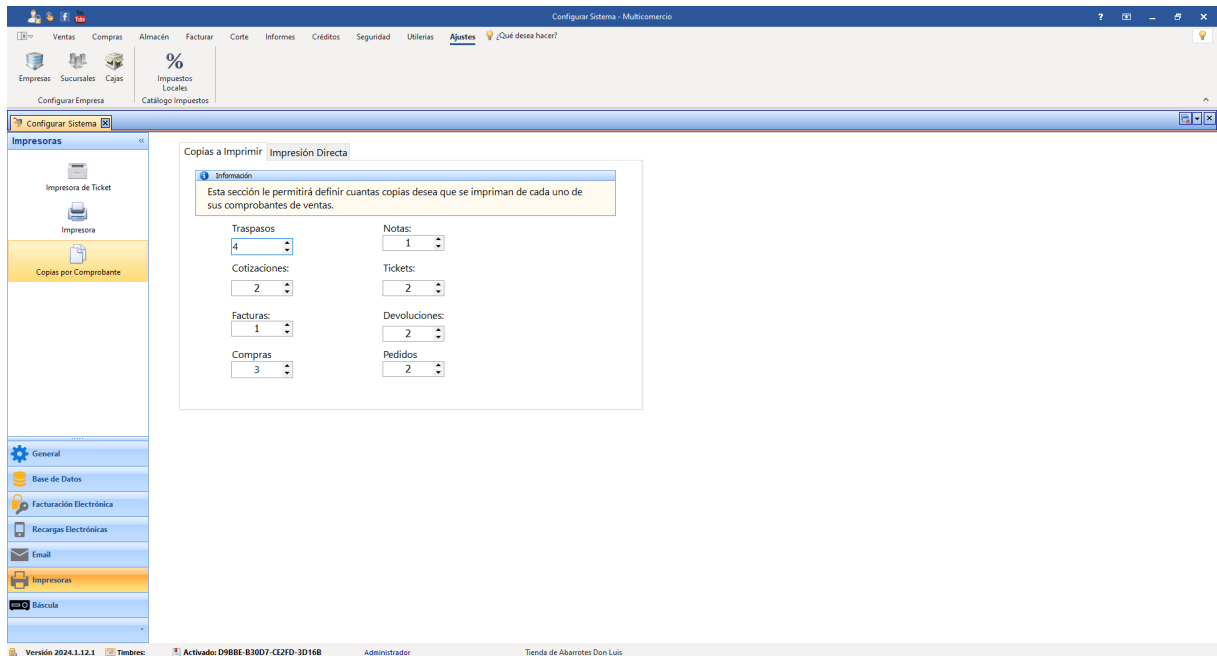 Configurar Sistema - Multicomercio
Ventas Compras Almacén Facturar Corte Informes Créditos Seguridad Utilerias Ajustes ¿Qué desea hacer?
Empresas Sucursales Cajas
Configurar Empresa
%
Impuestos
Locales
Catálogo Impuestos
Configurar Sistema
Impresoras
Impresora de Ticket
Impresora
Copias por Comprobante
General
Base de Datos
Facturación Electrónica
Recargas Electrónicas
Email
Impresoras
Báscula
Copias a Imprimir Impresión Directa
Información
Esta sección le permitirá definir cuantas copias desea que se impriman de cada uno de
sus comprobantes de ventas.
Traspasos Notas:
4 1
Cotizaciones: Tickets:
2 2
Facturas: Devoluciones:
1 2
Compras Pedidos
3 2
Versión 2024.1.12.1 Timbres: Activado: D9BBE-B30D7-CE2FD-3D16B Administrador Tienda de Abarrotes Don Luis